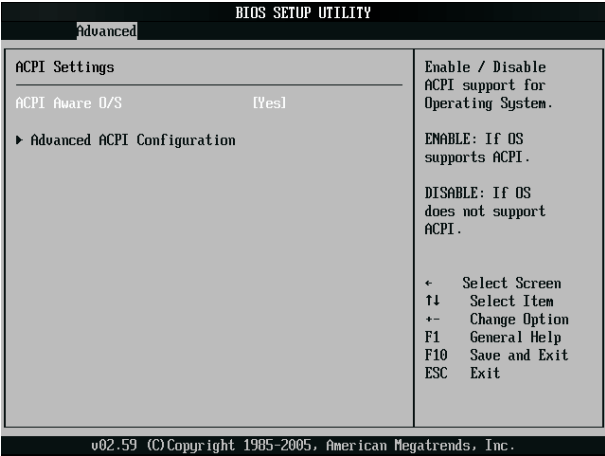 BIOS SETUP UTILITY
Advanced
ACPI Settings
ACPI Aware O/S [Yes]
▶ Advanced ACPI Configuration
Enable / Disable
ACPI support for
Operating System.
ENABLE: If OS
supports ACPI.
DISABLE: If OS
does not support
ACPI.
← Select Screen
↑↓ Select Item
+- Change Option
F1 General Help
F10 Save and Exit
ESC Exit
v02.59 (C)Copyright 1985-2005, American Megatrends, Inc.